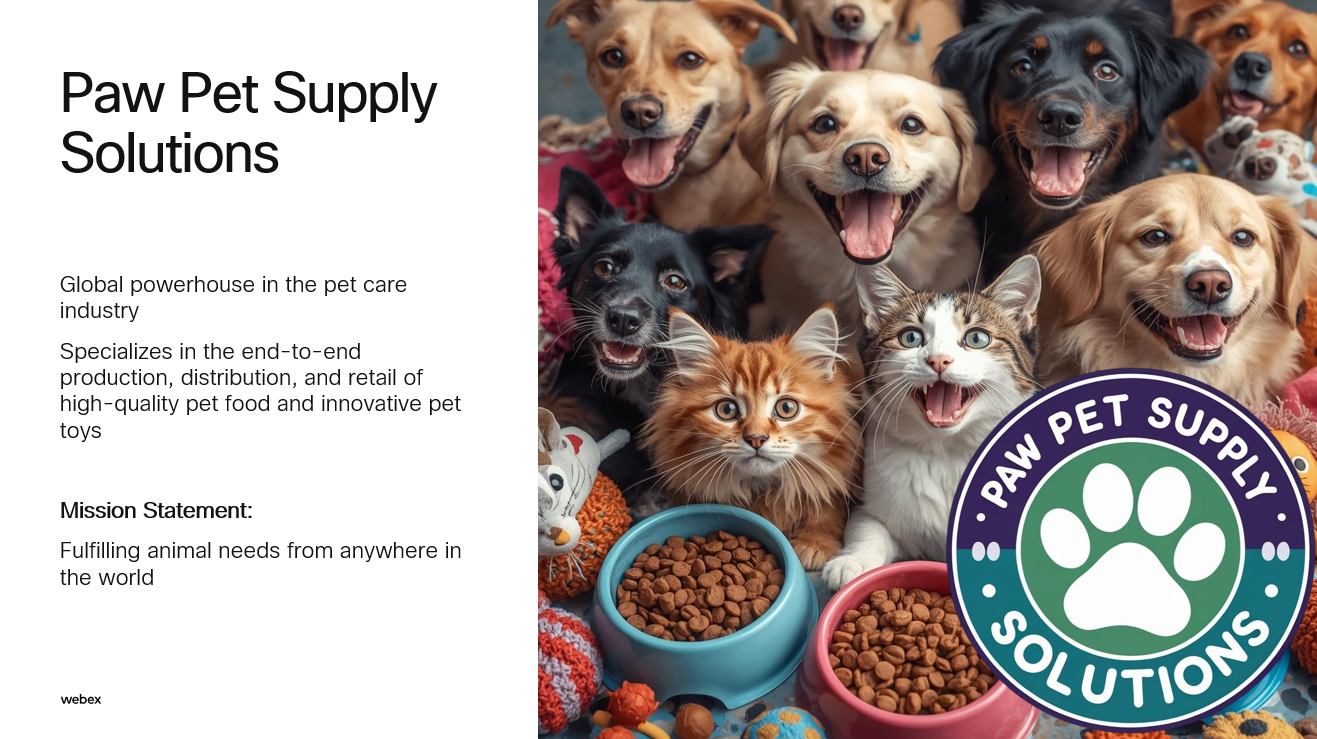 Paw Pet Supply
Solutions
Global powerhouse in the pet care
industry
Specializes in the end-to-end
production, distribution, and retail of
high-quality pet food and innovative pet
toys
Mission Statement:
Fulfilling animal needs from anywhere in
the world
webex
PAW PET SUPPLY
SOLUTIONS